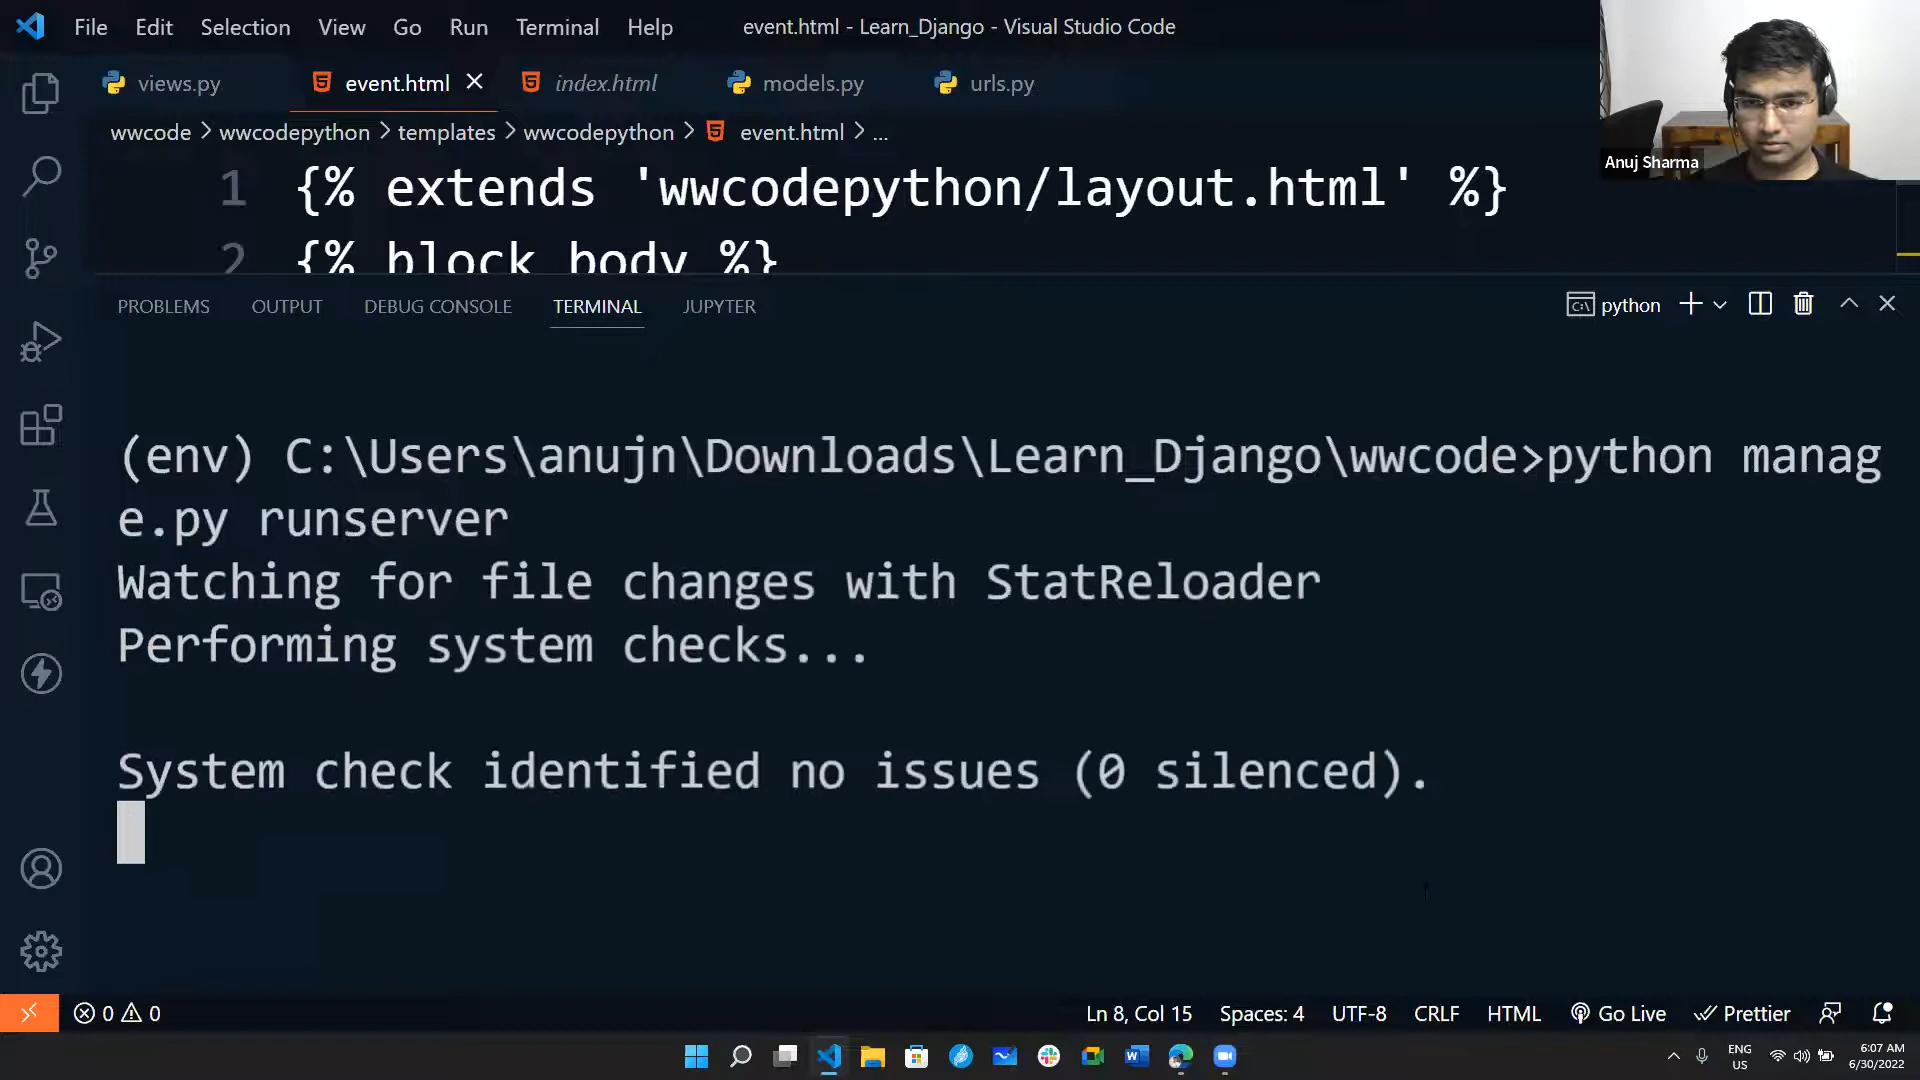 File Edit Selection View Go Run Terminal Help event.html - Learn_Django - Visual Studio Code
views.py event.html index.html models.py urls.py
wwcode wwcodepython templates wwcodepython event.html ...
Anuj Sharma
1 {% extends 'wwcodepython/layout.html' %}
2 {% block body %}
PROBLEMS OUTPUT DEBUG CONSOLE TERMINAL JUPYTER python
(env) C:\Users\anujn\Downloads\Learn_Django\wwcode>python manag
e.py runserver
Watching for file changes with StatReloader
Performing system checks...
System check identified no issues (0 silenced).
0 0 Ln 8, Col 15 Spaces: 4 UTF-8 CRLF HTML Go Live Prettier
ENG
US
6:07 AM
6/30/2022